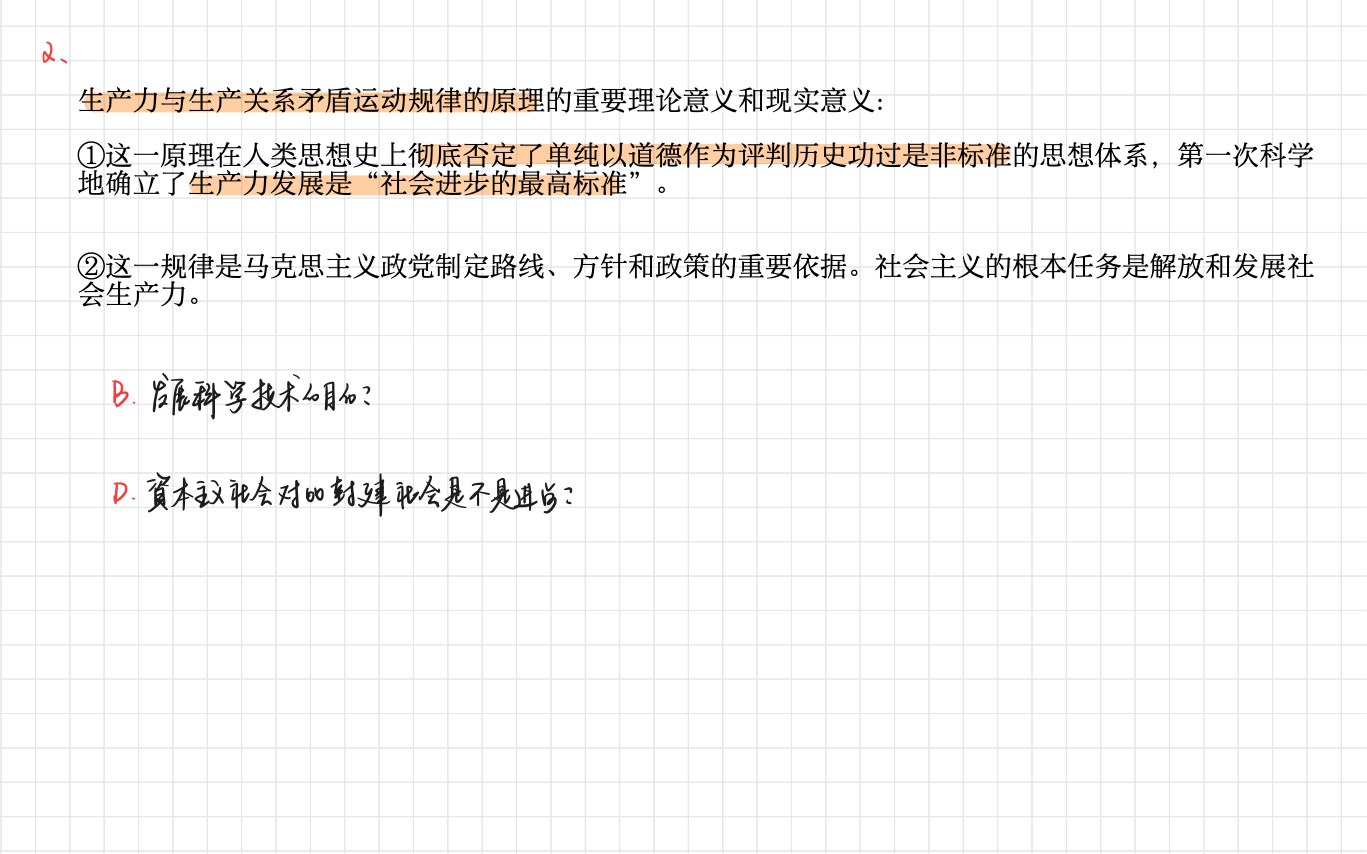 2、
生产力与生产关系矛盾运动规律的原理的重要理论意义和现实意义:
①这一原理在人类思想史上彻底否定了单纯以道德作为评判历史功过是非标准的思想体系，第一次科学
地确立了生产力发展是“社会进步的最高标准”。
②这一规律是马克思主义政党制定路线、方针和政策的重要依据。社会主义的根本任务是解放和发展社
会生产力。
B. 发展科学技术的目的?
D. 資本主义社会对的封建社会是不是进步?